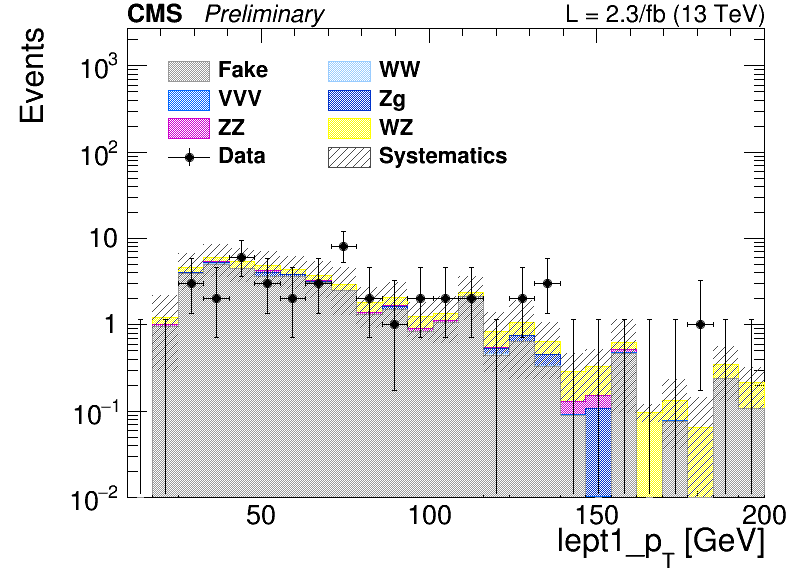 CMS Preliminary L = 2.3/fb (13 TeV)
Events
10³
10²
10
1
10⁻¹
10⁻²
Fake WW
VVV Zg
ZZ WZ
Data Systematics
50 100 150 200
lept1_p_T [GeV]